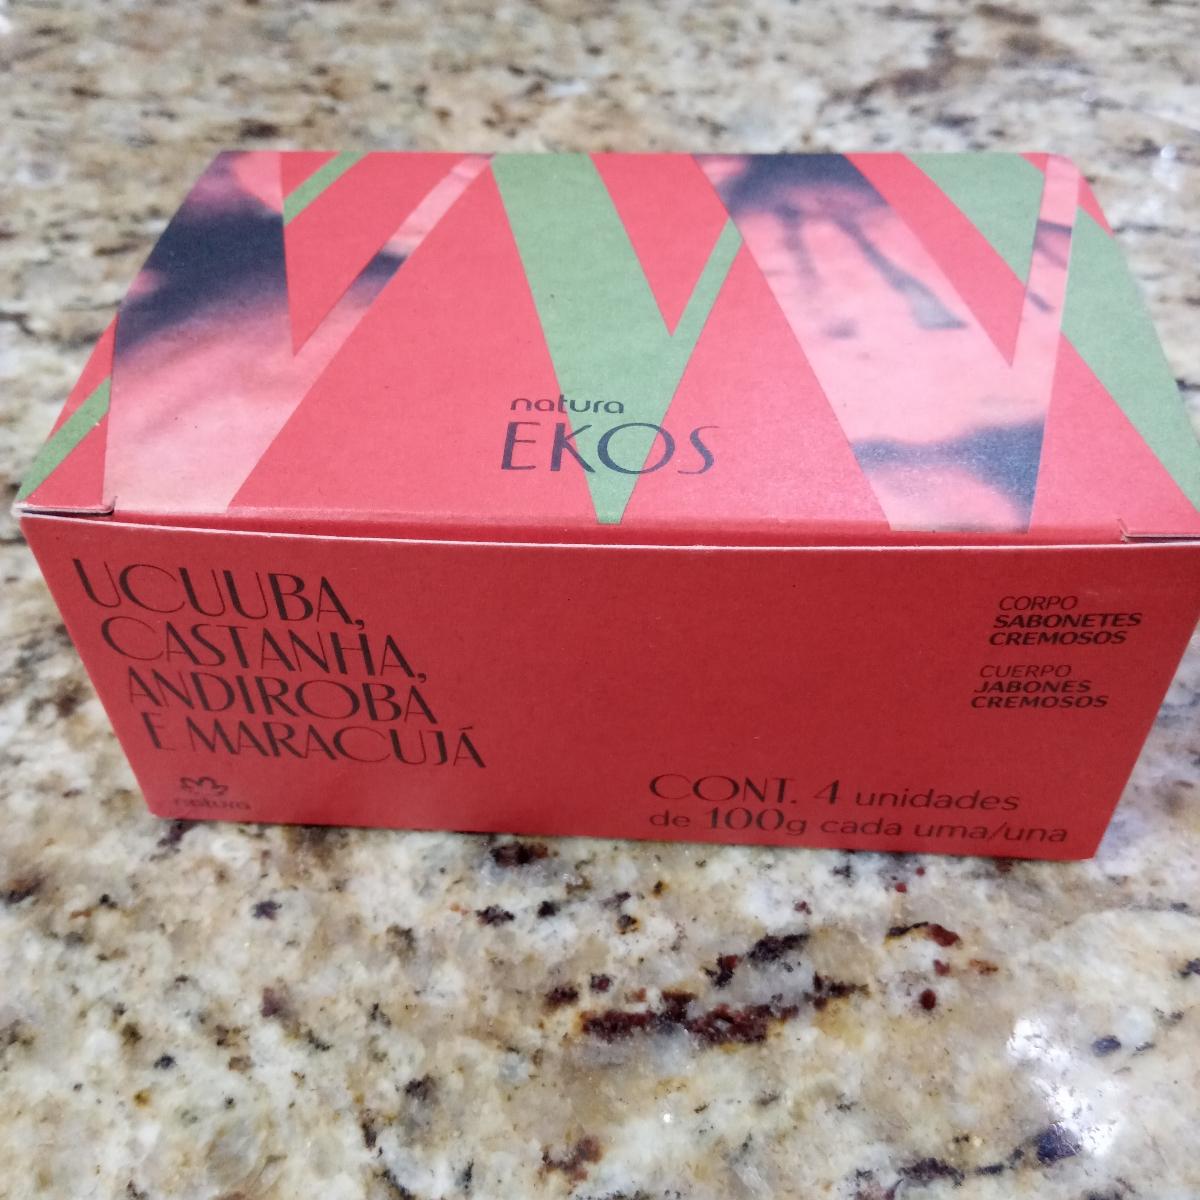 natura
EKOS
UCUUBA,
CASTANHA,
ANDIROBA
E MARACUJÁ
natura
CORPO
SABONETES
CREMOSOS
CUERPO
JABONES
CREMOSOS
CONT. 4 unidades
de 100g cada uma/una